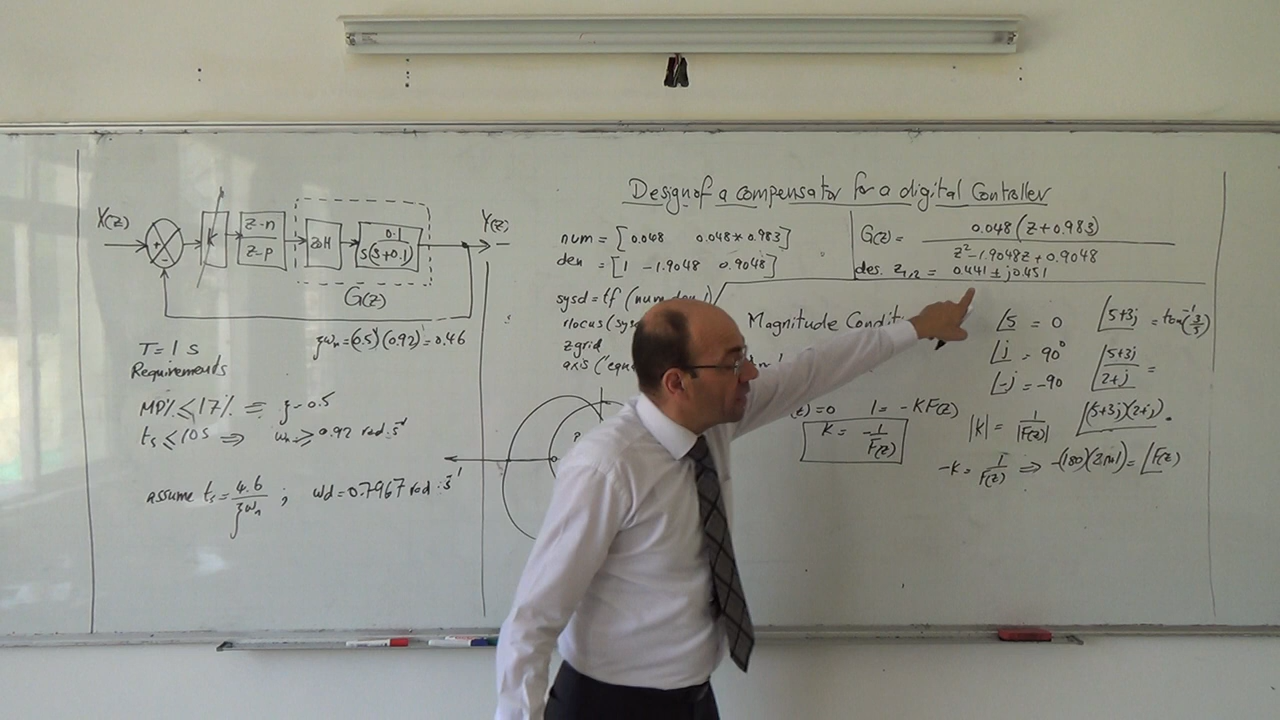 Design of a compensator for a digital Controller
X(z)
+
−
K
z-n
z-p
ZOH
0.1
s(s+0.1)
Y(z)
G(z)
T=1 s
ζωn=(0.5)(0.92)=0.46
Requirements
MP% ≤17% ≡ ζ=0.5
ts ≤ 10s ⇒ ωn ≥ 0.92 rad.s⁻¹
assume ts = 4.6/ζωn ; ωd=0.7967 rad.s⁻¹
num = [0.048 0.048*0.983]
den = [1 -1.9048 0.9048]
sysd=tf(num,den)
rlocus(sys
zgrid
axis('equ
G(z)= 0.048(z+0.983)
z²-1.9048z+0.9048
des. z1,2 = 0.441 ± j0.451
Magnitude Conditi
=0 1= -KF(z)
K = -1/F(z)
∠5 = 0
∠j = 90°
∠-j = -90
|K| = 1/|F(z)|
-K = 1/F(z) ⇒ -(180)(2m+1) = ∠F(z)
∠5+3j = tan⁻¹(3/5)
∠(5+3j)/(2+j) =
∠(5+3j)(2+j) =